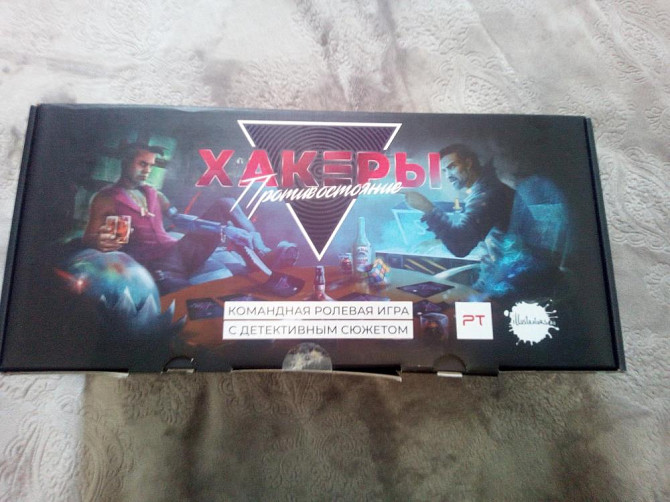 ХАКЕРЫ
Противостояние
КОМАНДНАЯ РОЛЕВАЯ ИГРА
С ДЕТЕКТИВНЫМ СЮЖЕТОМ
PT